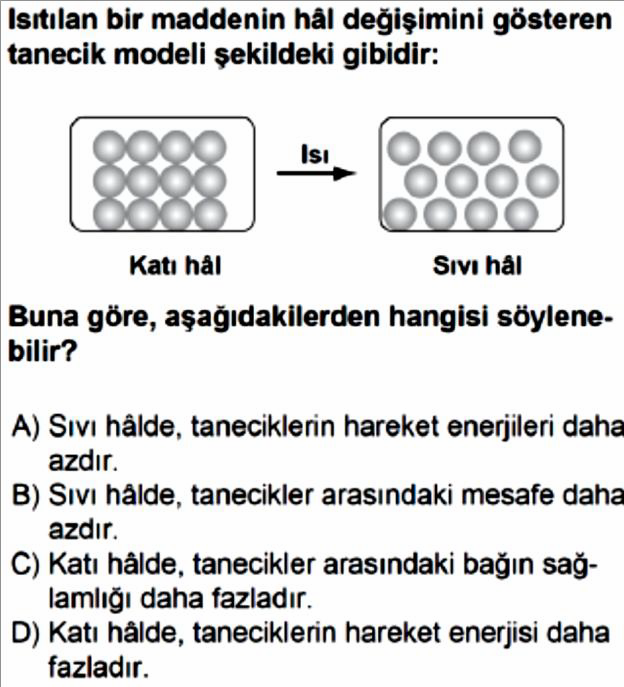 Isıtılan bir maddenin hâl değişimini gösteren
tanecik modeli şekildeki gibidir:
Isı
Katı hâl
Sıvı hâl
Buna göre, aşağıdakilerden hangisi söylene-
bilir?
A) Sıvı hâlde, taneciklerin hareket enerjileri daha
azdır.
B) Sıvı hâlde, tanecikler arasındaki mesafe daha
azdır.
C) Katı hâlde, tanecikler arasındaki bağın sağ-
lamlığı daha fazladır.
D) Katı hâlde, taneciklerin hareket enerjisi daha
fazladır.